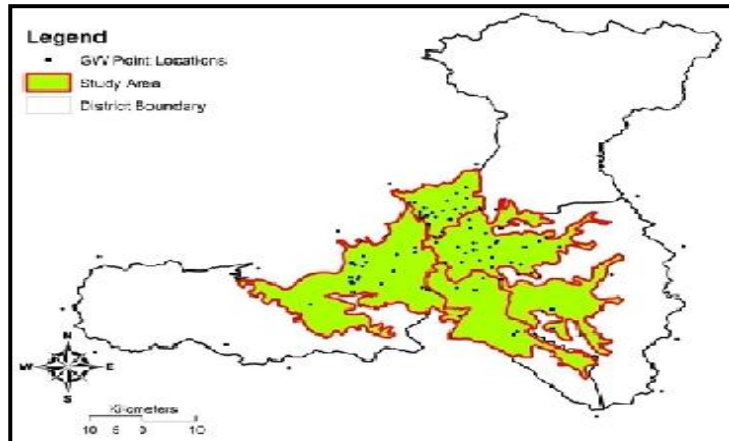 Legend
GW Point Locations
Study Area
District Boundary
N
W E
S
Kilometers
10 5 0 10